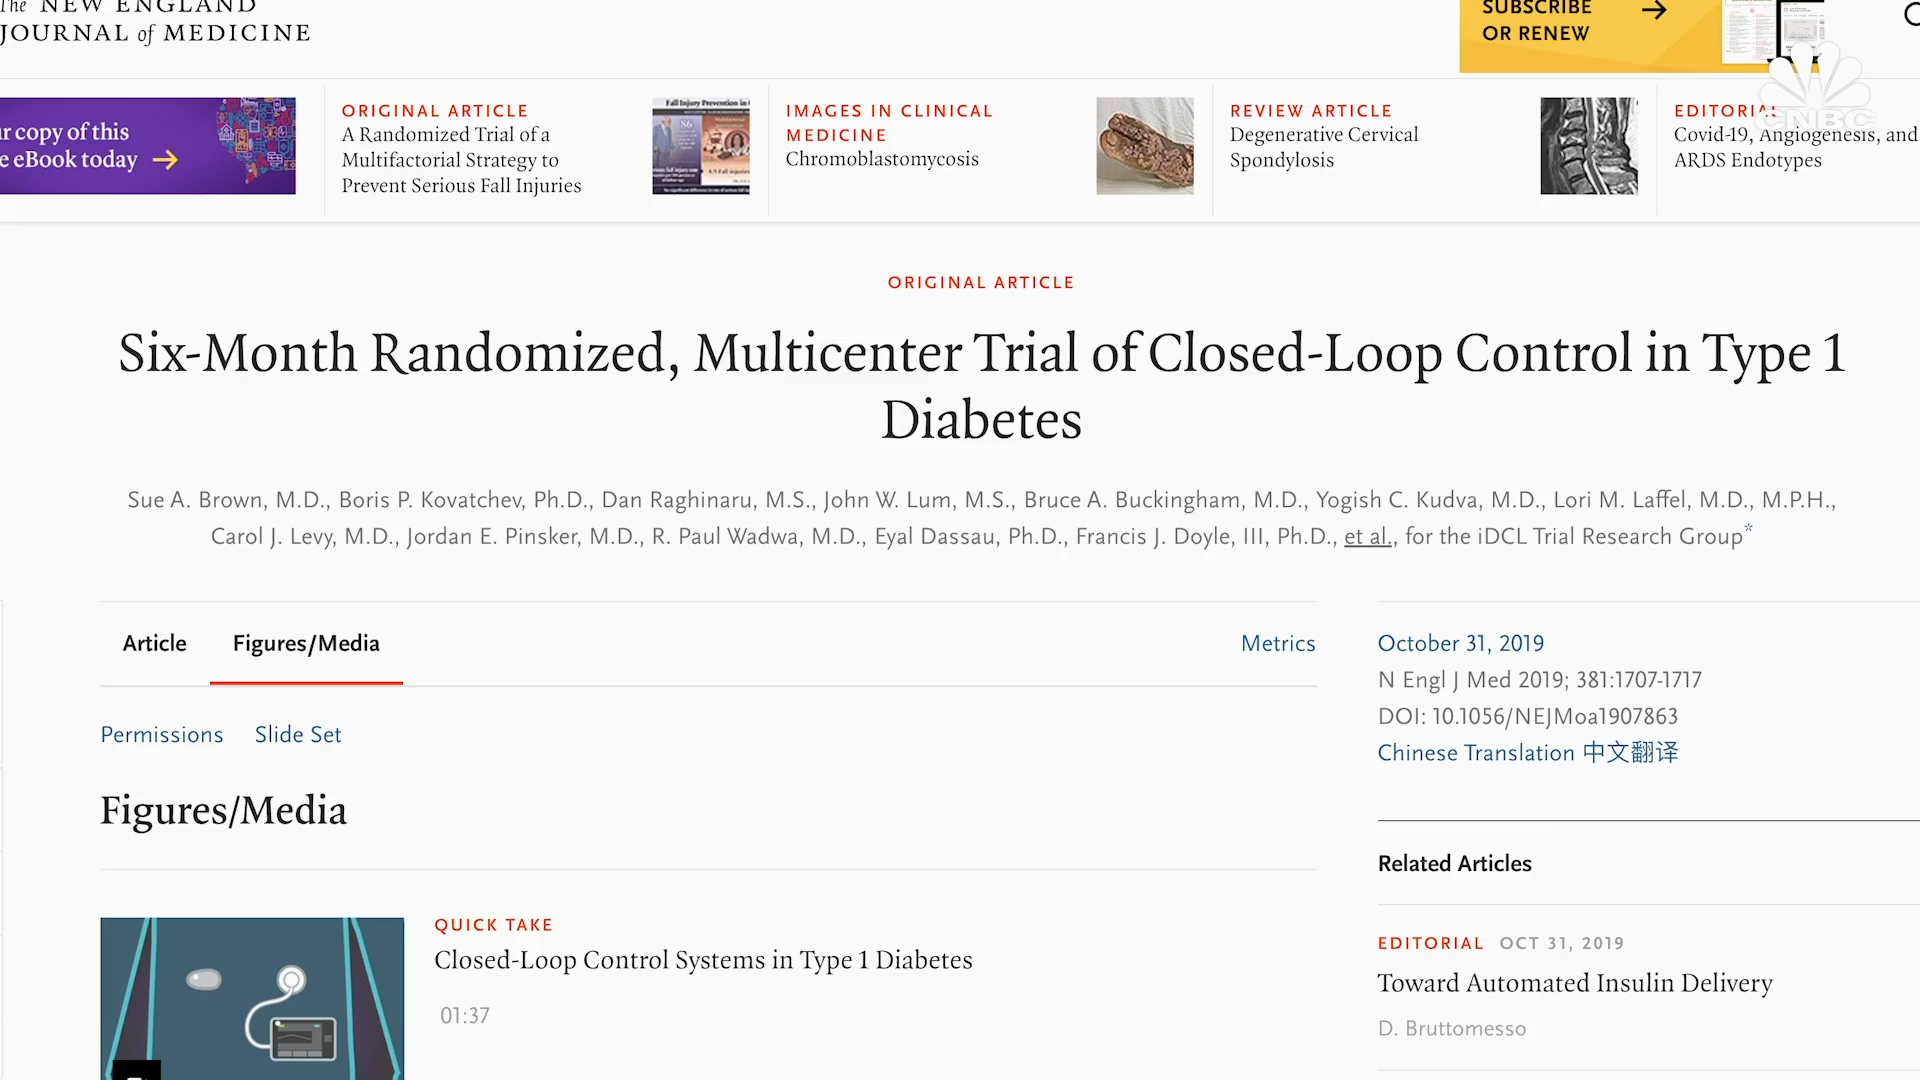 The NEW ENGLAND
JOURNAL of MEDICINE
SUBSCRIBE
OR RENEW
CNBC
copy of this
eBook today
ORIGINAL ARTICLE
A Randomized Trial of a
Multifactorial Strategy to
Prevent Serious Fall Injuries
Fall Injury Prevention in
86
IMAGES IN CLINICAL
MEDICINE
Chromoblastomycosis
REVIEW ARTICLE
Degenerative Cervical
Spondylosis
EDITORIAL
Covid-19, Angiogenesis, and
ARDS Endotypes
ORIGINAL ARTICLE
Six-Month Randomized, Multicenter Trial of Closed-Loop Control in Type 1
Diabetes
Sue A. Brown, M.D., Boris P. Kovatchev, Ph.D., Dan Raghinaru, M.S., John W. Lum, M.S., Bruce A. Buckingham, M.D., Yogish C. Kudva, M.D., Lori M. Laffel, M.D., M.P.H.,
Carol J. Levy, M.D., Jordan E. Pinsker, M.D., R. Paul Wadwa, M.D., Eyal Dassau, Ph.D., Francis J. Doyle, III, Ph.D., et al., for the iDCL Trial Research Group*
Article
Figures/Media
Metrics
Permissions
Slide Set
Figures/Media
QUICK TAKE
Closed-Loop Control Systems in Type 1 Diabetes
01:37
October 31, 2019
N Engl J Med 2019; 381:1707-1717
DOI: 10.1056/NEJMoa1907863
Chinese Translation 中文翻译
Related Articles
EDITORIAL OCT 31, 2019
Toward Automated Insulin Delivery
D. Bruttomesso